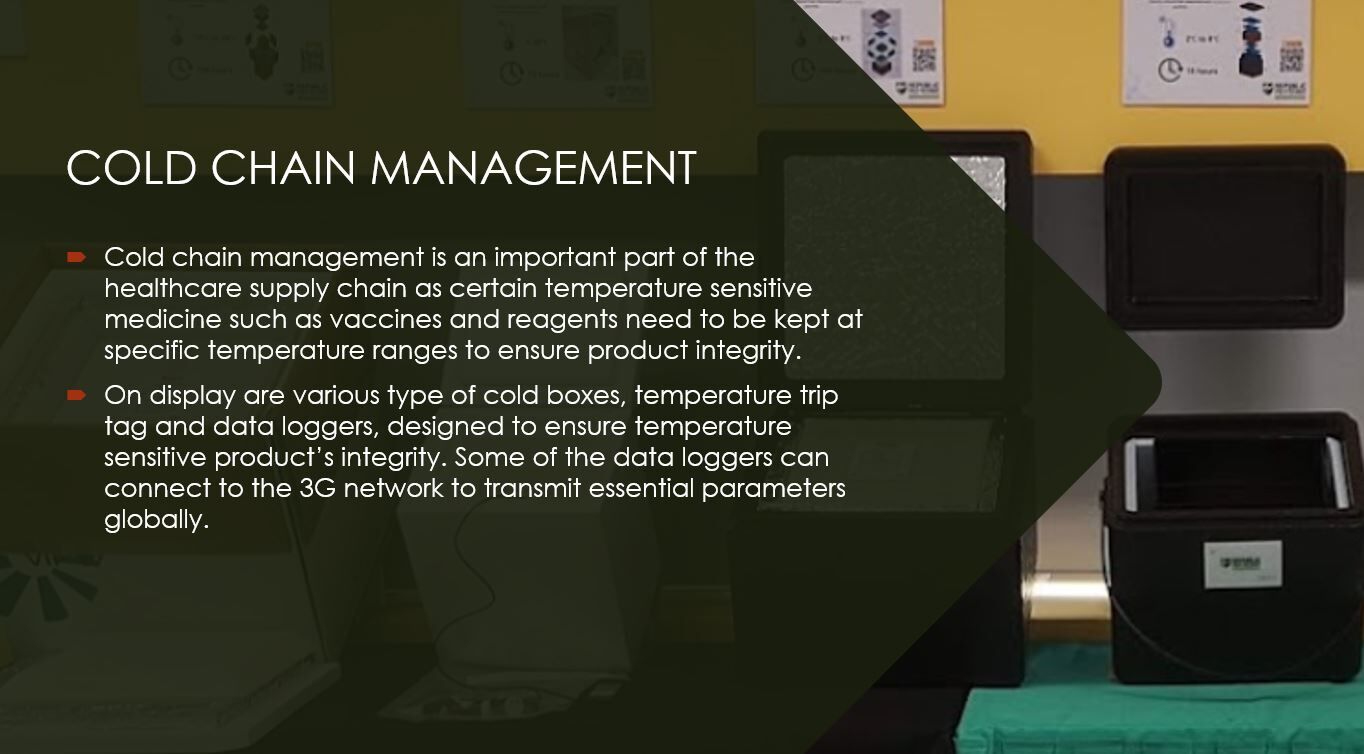 COLD CHAIN MANAGEMENT
Cold chain management is an important part of the
healthcare supply chain as certain temperature sensitive
medicine such as vaccines and reagents need to be kept at
specific temperature ranges to ensure product integrity.
On display are various type of cold boxes, temperature trip
tag and data loggers, designed to ensure temperature
sensitive product’s integrity. Some of the data loggers can
connect to the 3G network to transmit essential parameters
globally.